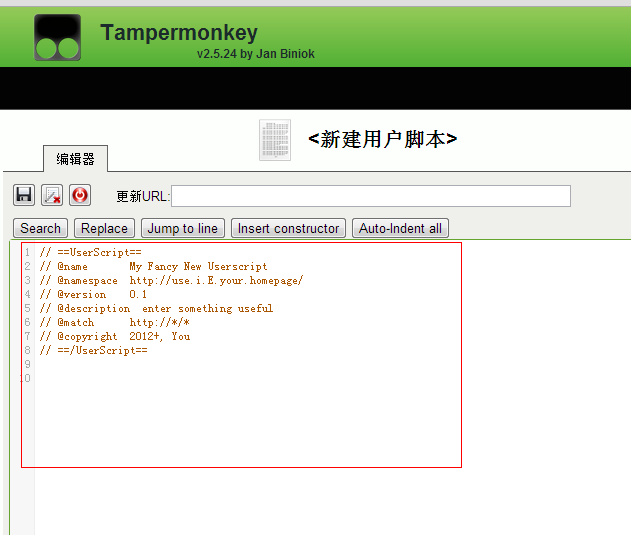 Tampermonkey
v2.5.24 by Jan Biniok
<新建用户脚本>
编辑器
更新URL:
Search Replace Jump to line Insert constructor Auto-Indent all
1 // ==UserScript==
2 // @name       My Fancy New Userscript
3 // @namespace  http://use.i.E.your.homepage/
4 // @version    0.1
5 // @description  enter something useful
6 // @match      http://*/*
7 // @copyright  2012+, You
8 // ==/UserScript==
9
10